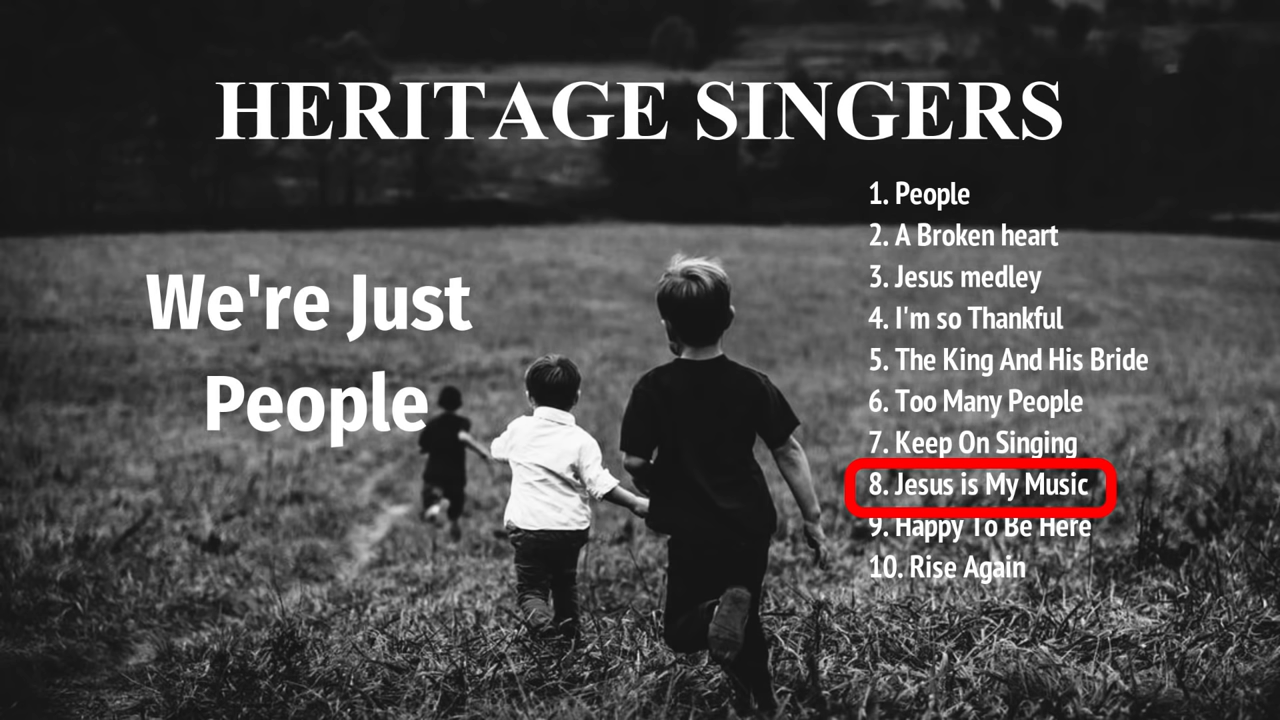 HERITAGE SINGERS
We're Just
People
1. People
2. A Broken heart
3. Jesus medley
4. I'm so Thankful
5. The King And His Bride
6. Too Many People
7. Keep On Singing
8. Jesus is My Music
9. Happy To Be Here
10. Rise Again